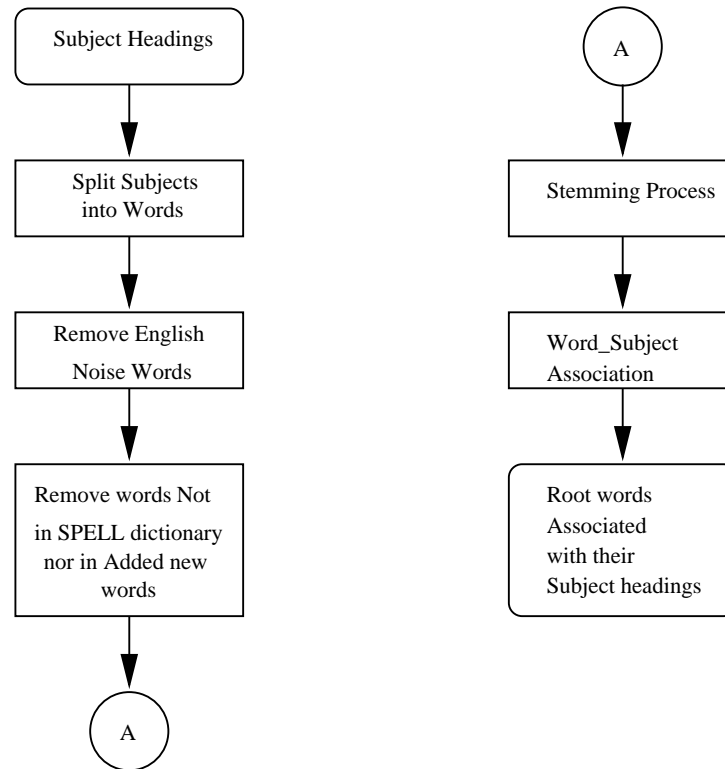 Subject Headings
Split Subjects
into Words
Remove English
Noise Words
Remove words Not
in SPELL dictionary
nor in Added new
words
A
A
Stemming Process
Word_Subject
Association
Root words
Associated
with their
Subject headings